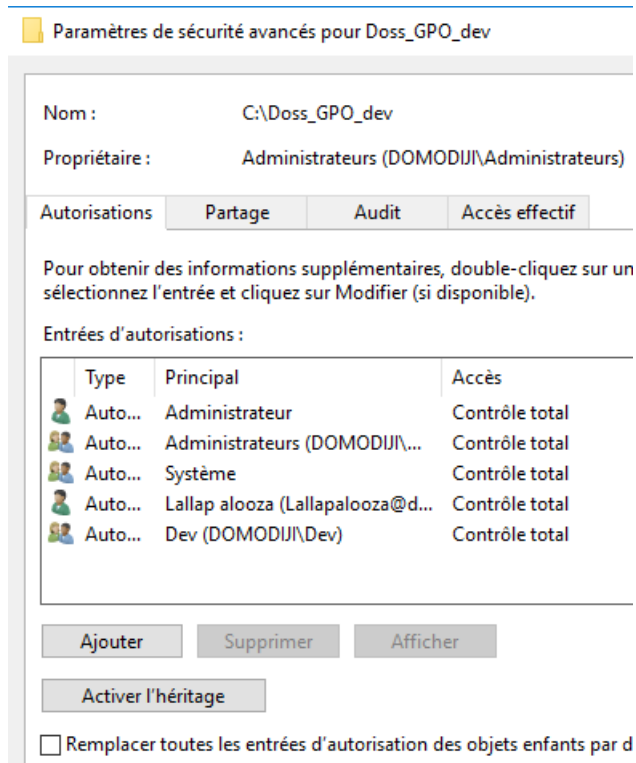 Paramètres de sécurité avancés pour Doss_GPO_dev
Nom : C:\Doss_GPO_dev
Propriétaire : Administrateurs (DOMODIJI\Administrateurs)
Autorisations Partage Audit Accès effectif
Pour obtenir des informations supplémentaires, double-cliquez sur un
sélectionnez l'entrée et cliquez sur Modifier (si disponible).
Entrées d'autorisations :
Type Principal Accès
Auto... Administrateur Contrôle total
Auto... Administrateurs (DOMODIJI\... Contrôle total
Auto... Système Contrôle total
Auto... Lallap alooza (Lallapalooza@d... Contrôle total
Auto... Dev (DOMODIJI\Dev) Contrôle total
Ajouter Supprimer Afficher
Activer l'héritage
Remplacer toutes les entrées d'autorisation des objets enfants par d